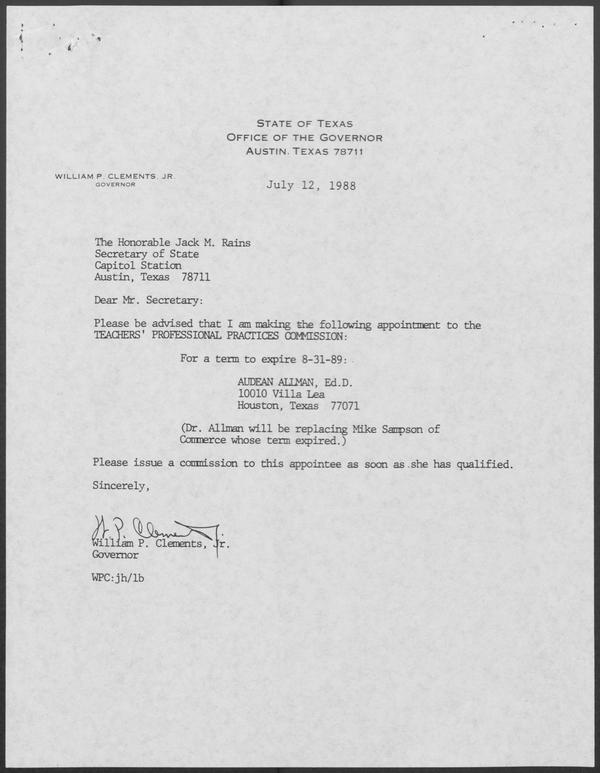 STATE OF TEXAS
OFFICE OF THE GOVERNOR
AUSTIN, TEXAS 78711
WILLIAM P. CLEMENTS, JR.
GOVERNOR
July 12, 1988
The Honorable Jack M. Rains
Secretary of State
Capitol Station
Austin, Texas 78711
Dear Mr. Secretary:
Please be advised that I am making the following appointment to the
TEACHERS' PROFESSIONAL PRACTICES COMMISSION:
For a term to expire 8-31-89:
AUDEAN ALLMAN, Ed.D.
10010 Villa Lea
Houston, Texas 77071
(Dr. Allman will be replacing Mike Sampson of
Commerce whose term expired.)
Please issue a commission to this appointee as soon as she has qualified.
Sincerely,
W. P. Clements, Jr.
William P. Clements, Jr.
Governor
WPC:jh/lb